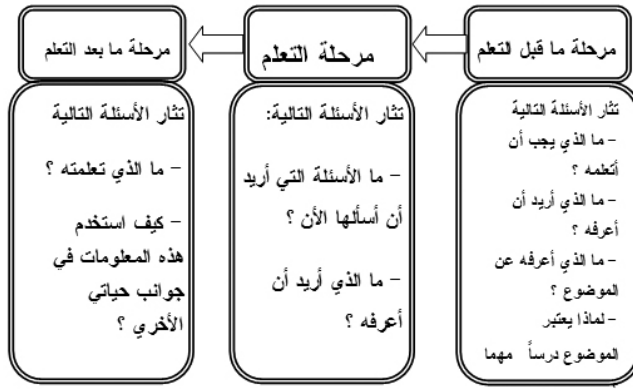 مرحلة ما قبل التعلم
مرحلة التعلم
مرحلة ما بعد التعلم
تثار الأسئلة التالية
- ما الذي يجب أن
أتعلمه ؟
- ما الذي أريد أن
أعرفه ؟
- ما الذي أعرفه عن
الموضوع ؟
- لماذا يعتبر
الموضوع درساً مهما
تثار الأسئلة التالية:
- ما الأسئلة التي أريد
أن أسألها الأن ؟
- ما الذي أريد أن
أعرفه ؟
تثار الأسئلة التالية
- ما الذي تعلمته ؟
- كيف استخدم
هذه المعلومات في
جوانب حياتي
الأخري ؟